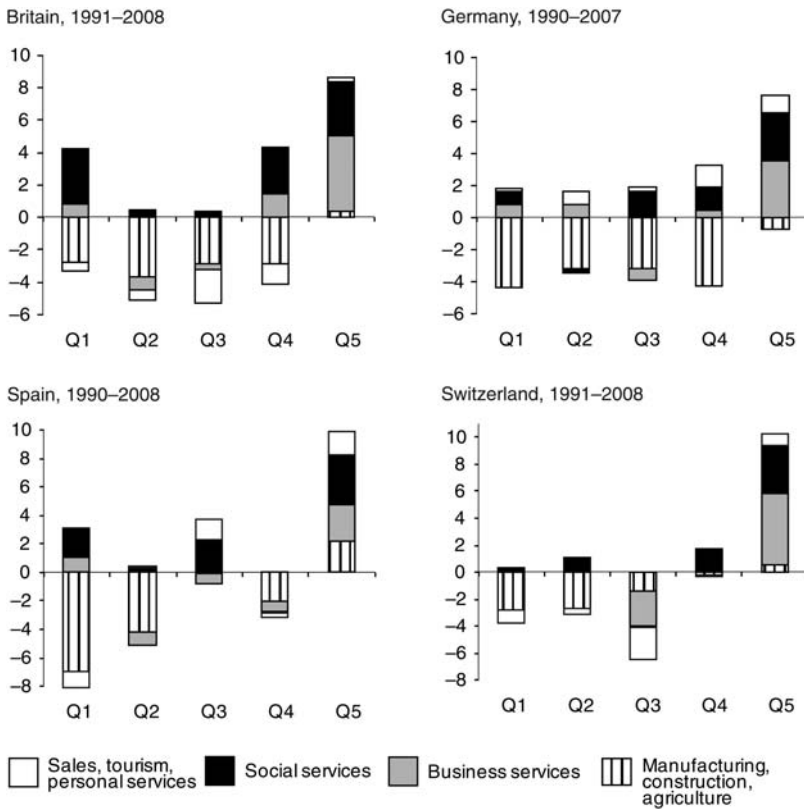 Britain, 1991–2008
10
8
6
4
2
0
–2
–4
–6
Q1 Q2 Q3 Q4 Q5
Germany, 1990–2007
10
8
6
4
2
0
–2
–4
–6
Q1 Q2 Q3 Q4 Q5
Spain, 1990–2008
10
8
6
4
2
0
–2
–4
–6
–8
Q1 Q2 Q3 Q4 Q5
Switzerland, 1991–2008
10
8
6
4
2
0
–2
–4
–6
–8
Q1 Q2 Q3 Q4 Q5
Sales, tourism,
personal services
Social services
Business services
Manufacturing,
construction,
agriculture